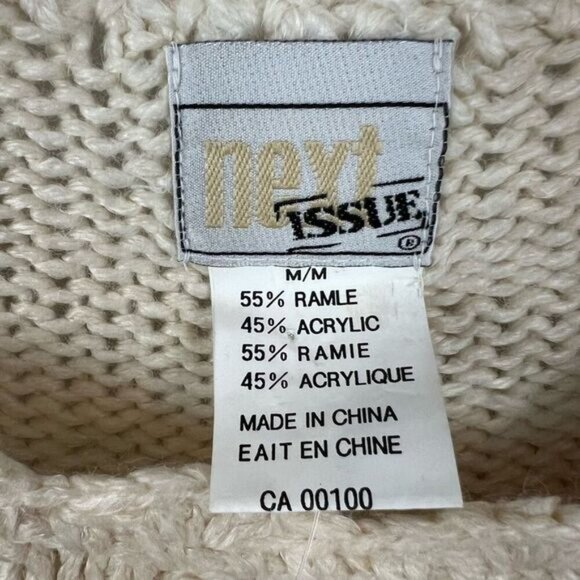 next
ISSUE
®
M/M
55% RAMLE
45% ACRYLIC
55% RAMIE
45% ACRYLIQUE
MADE IN CHINA
EAIT EN CHINE
CA 00100